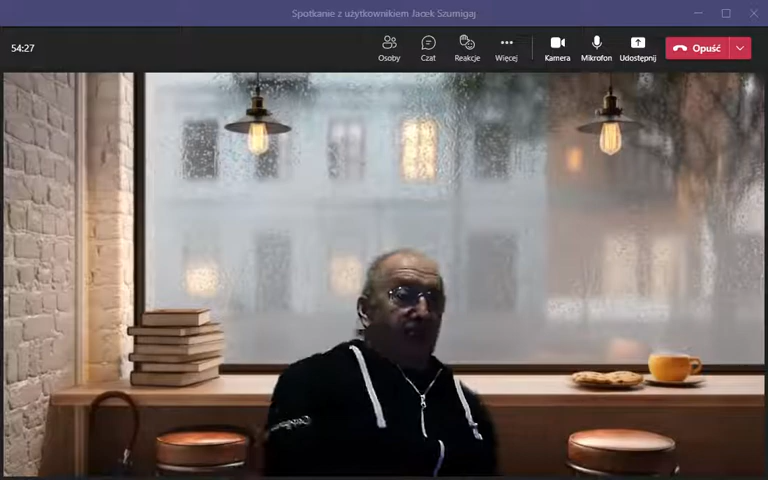 Spotkanie z użytkownikiem Jacek Szumigaj
54:27
Osoby
Czat
Reakcje
Więcej
Kamera
Mikrofon
Udostępnij
Opuść